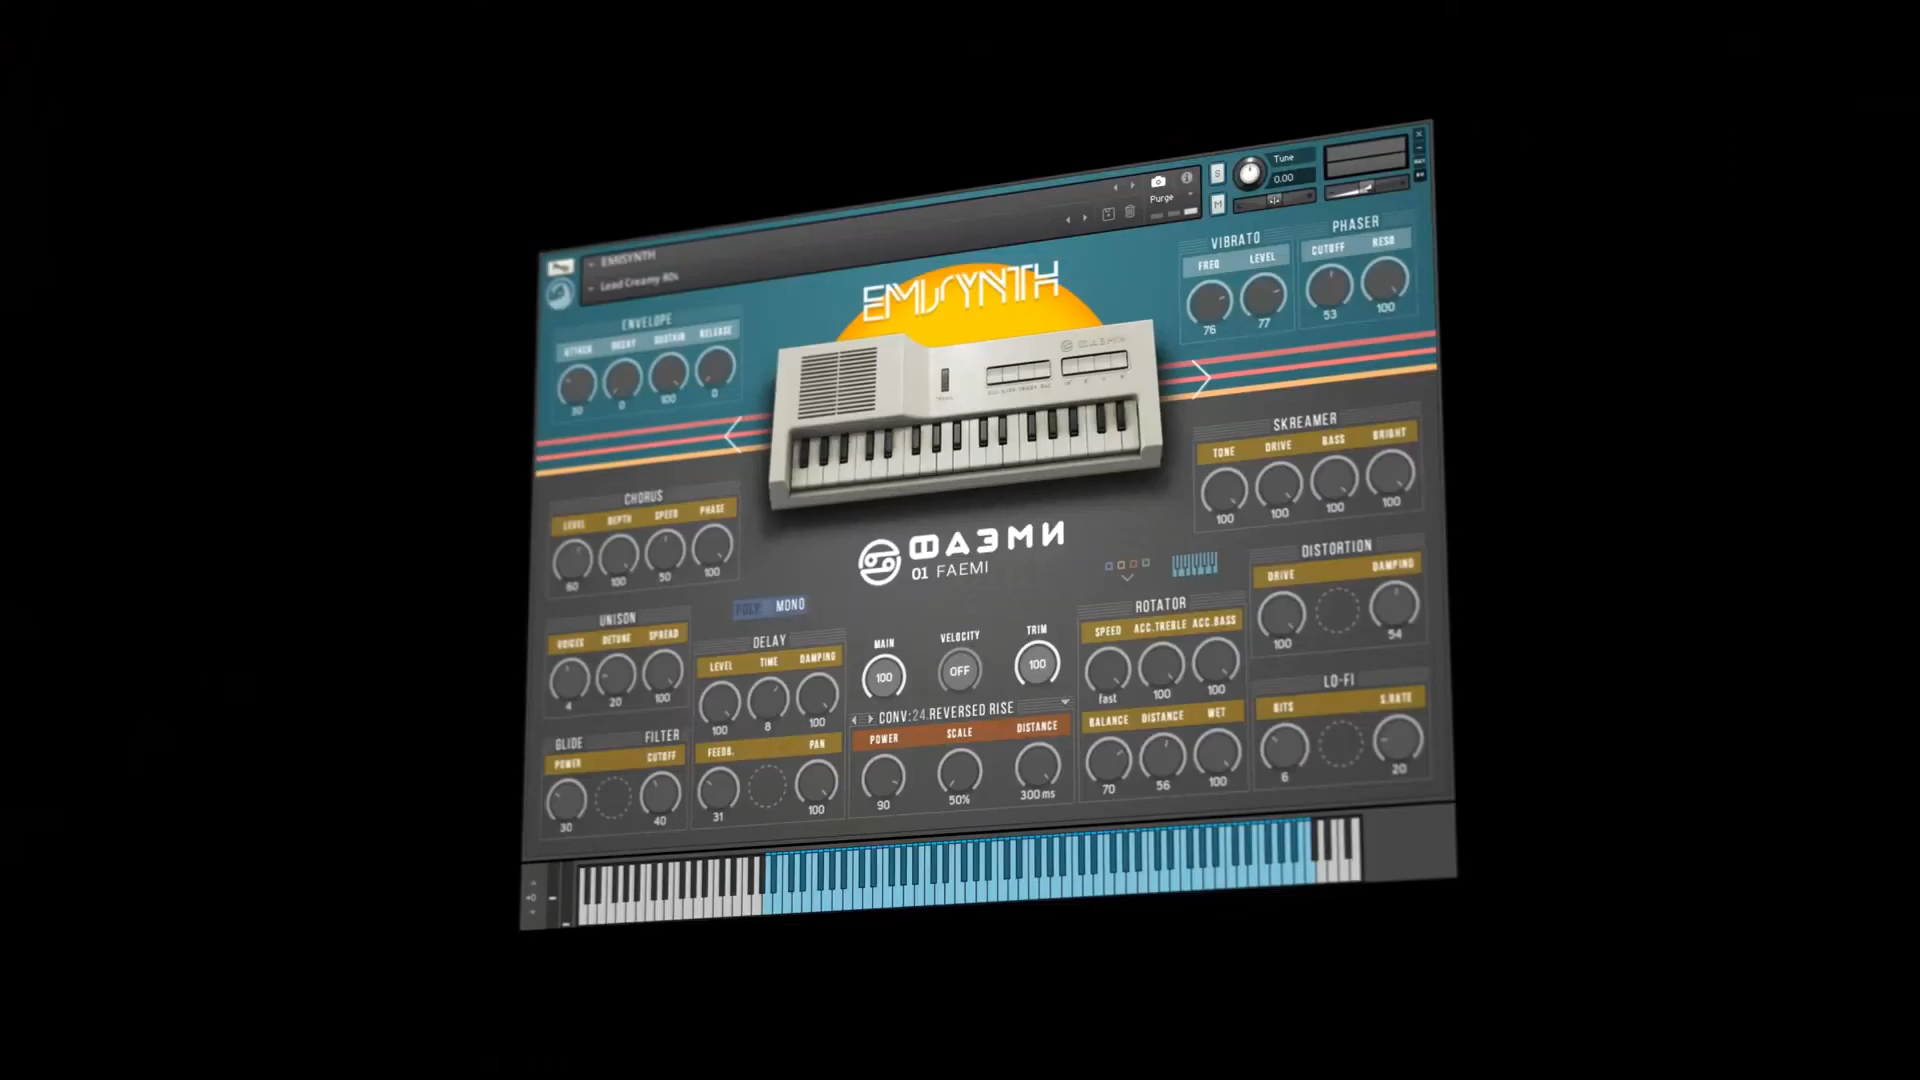 EMISYNTH
Lead Creamy 80s
Purge
S
M
Tune
0.00
EMISYNTH
ENVELOPE
ATTACK DECAY SUSTAIN RELEASE
30 0 100 0
VIBRATO
FREQ LEVEL
76 77
PHASER
CUTOFF RESO
53 100
ФАЭМИ
SKREAMER
TONE DRIVE BASS BRIGHT
100 100 100 100
CHORUS
LEVEL DEPTH SPEED PHASE
60 100 50 100
ФАЭМИ
01 FAEMI
DISTORTION
DRIVE DAMPING
100 54
UNISON
VOICES DETUNE SPREAD
4 20 100
POLY. MONO
DELAY
LEVEL TIME DAMPING
100 8 100
FEEDB. PAN
31 100
MAIN VELOCITY TRIM
100 OFF 100
CONV:24.REVERSED RISE
POWER SCALE DISTANCE
90 50% 300 ms
ROTATOR
SPEED ACC.TREBLE ACC.BASS
fast 100 100
BALANCE DISTANCE WET
70 56 100
LO-FI
BITS S.RATE
6 20
GLIDE FILTER
POWER CUTOFF
30 40
+0